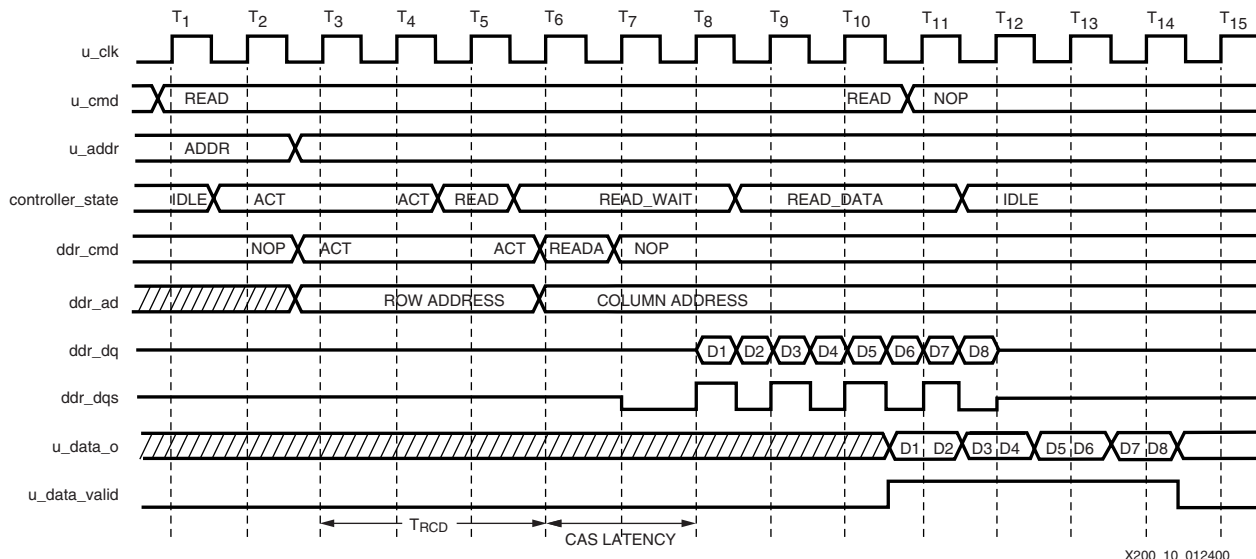 T1 T2 T3 T4 T5 T6 T7 T8 T9 T10 T11 T12 T13 T14 T15
u_clk
u_cmd READ READ NOP
u_addr ADDR
controller_state IDLE ACT ACT READ READ_WAIT READ_DATA IDLE
ddr_cmd NOP ACT ACT READA NOP
ddr_ad ROW ADDRESS COLUMN ADDRESS
ddr_dq D1 D2 D3 D4 D5 D6 D7 D8
ddr_dqs
u_data_o D1 D2 D3 D4 D5 D6 D7 D8
u_data_valid
TRCD
CAS LATENCY
X200_10_012400